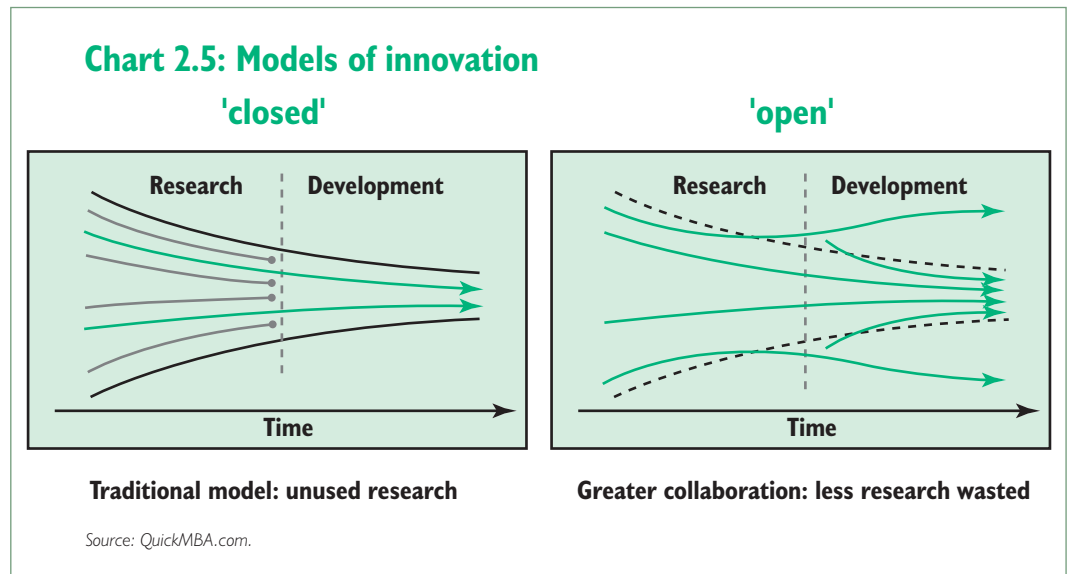 Chart 2.5: Models of innovation
'closed'
Research
Development
Time
Traditional model: unused research
'open'
Research
Development
Time
Greater collaboration: less research wasted
Source: QuickMBA.com.